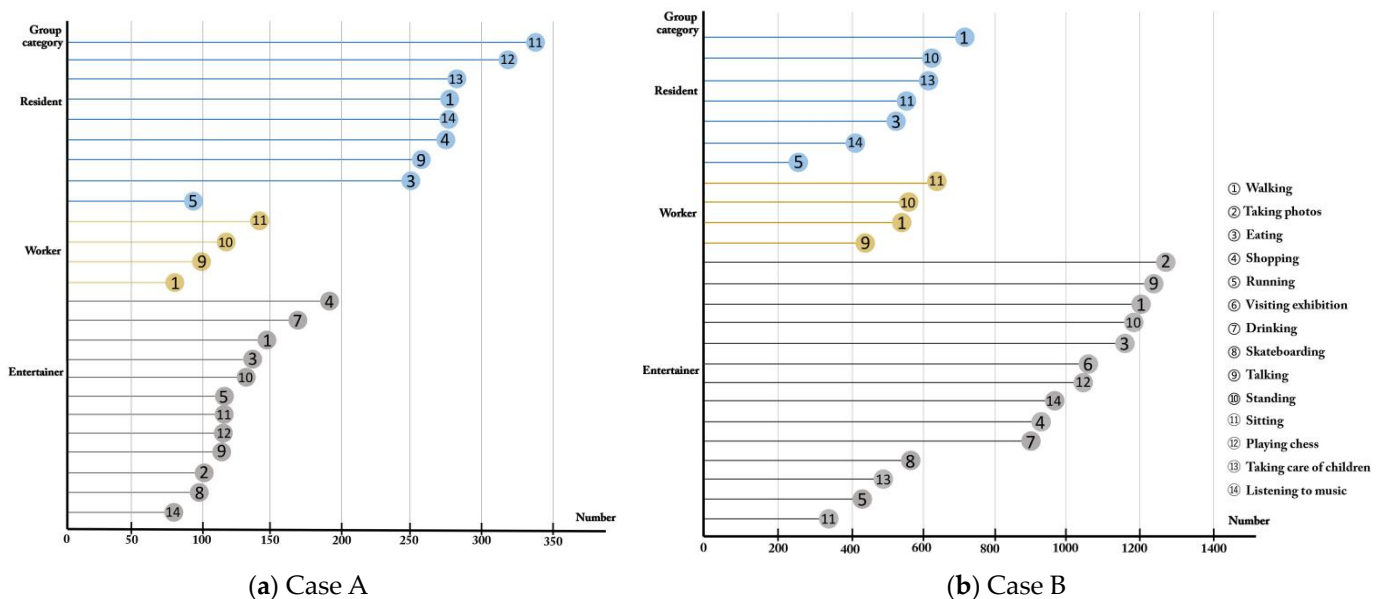 Group
category
11
12
13
Resident
1
14
4
9
3
5
11
Worker
10
9
1
4
7
1
3
Entertainer
10
5
11
12
9
2
8
14
Number
0 50 100 150 200 250 300 350
(a) Case A
Group
category
1
10
13
Resident
11
3
14
5
11
Worker
10
1
9
2
9
1
10
3
6
Entertainer
12
14
4
7
8
13
5
11
Number
0 200 400 600 800 1000 1200 1400
① Walking
② Taking photos
③ Eating
④ Shopping
⑤ Running
⑥ Visiting exhibition
⑦ Drinking
⑧ Skateboarding
⑨ Talking
⑩ Standing
⑪ Sitting
⑫ Playing chess
⑬ Taking care of children
⑭ Listening to music
(b) Case B